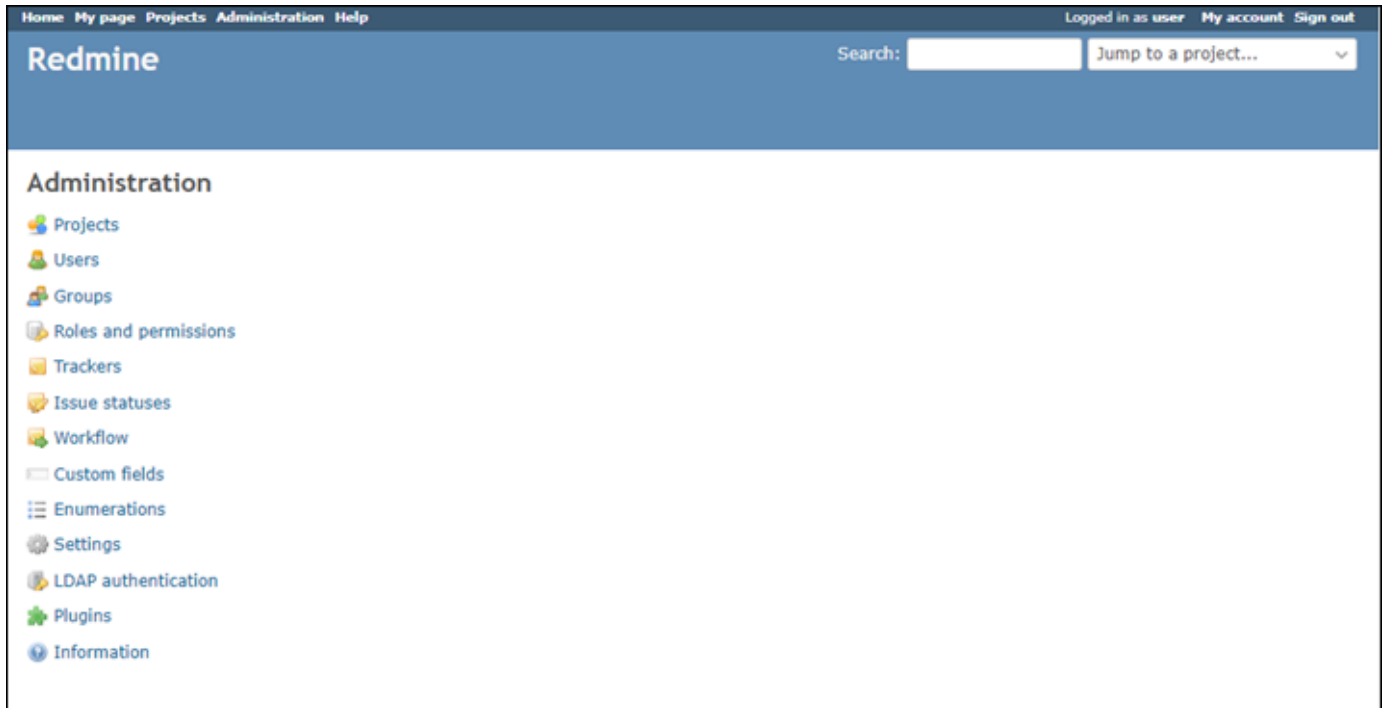 Home My page Projects Administration Help Logged in as user My account Sign out
Redmine Search: Jump to a project...
Administration
Projects
Users
Groups
Roles and permissions
Trackers
Issue statuses
Workflow
Custom fields
Enumerations
Settings
LDAP authentication
Plugins
Information